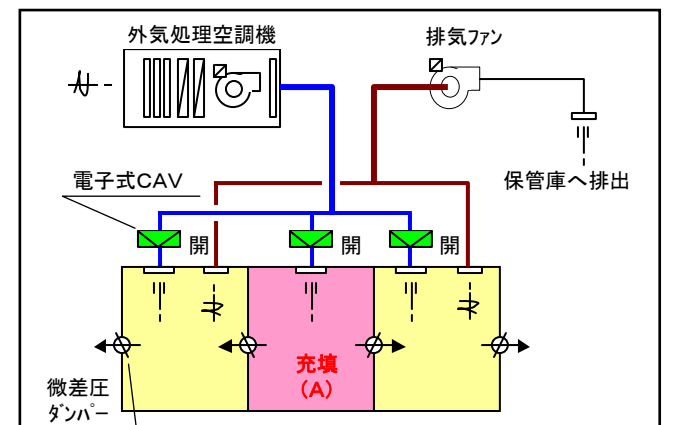 外気処理空調機
排気ファン
電子式CAV
保管庫へ排出
開
開
開
充填
(A)
微差圧
ダンパー